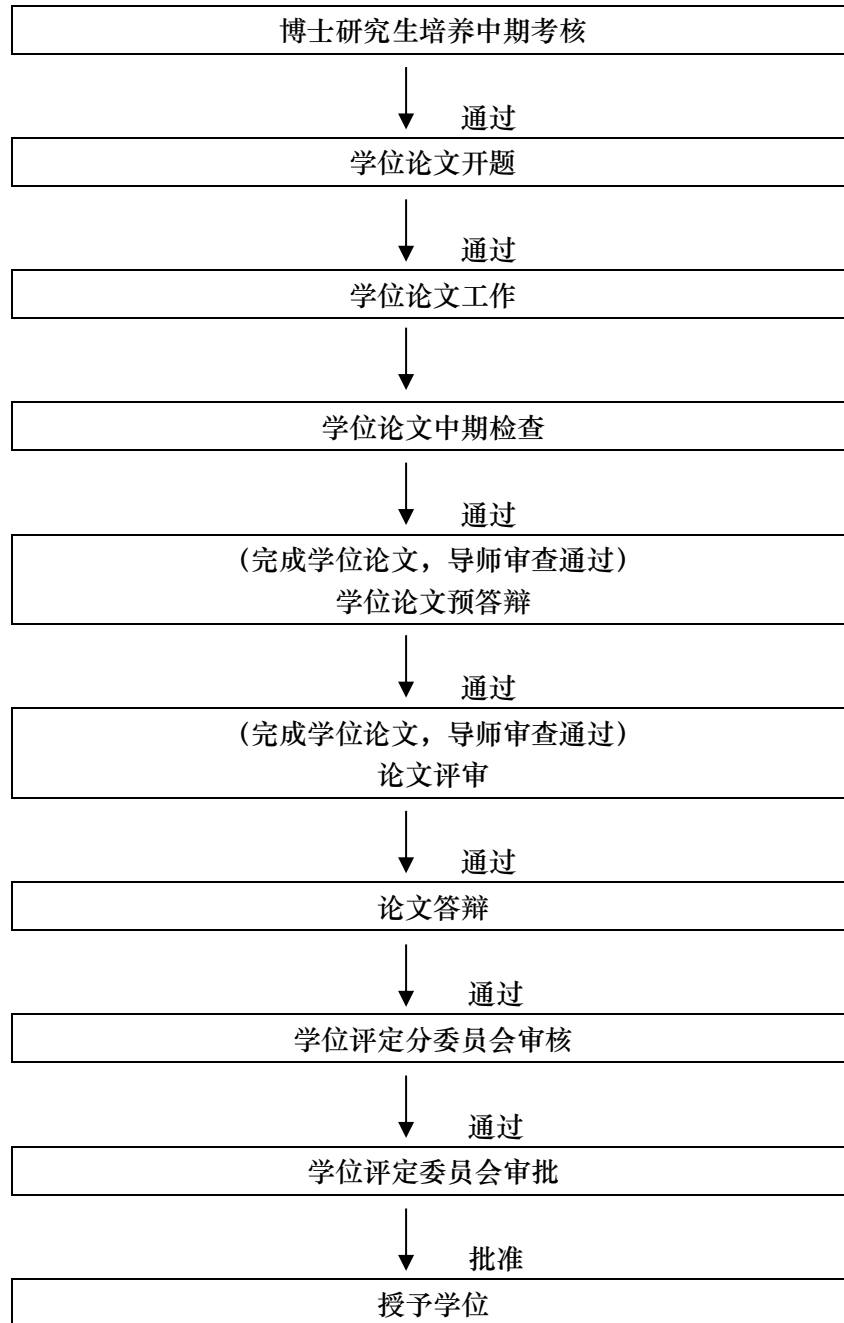 博士研究生培养中期考核
通过
学位论文开题
通过
学位论文工作
学位论文中期检查
通过
(完成学位论文，导师审查通过)
学位论文预答辩
通过
(完成学位论文，导师审查通过)
论文评审
通过
论文答辩
通过
学位评定分委员会审核
通过
学位评定委员会审批
批准
授予学位